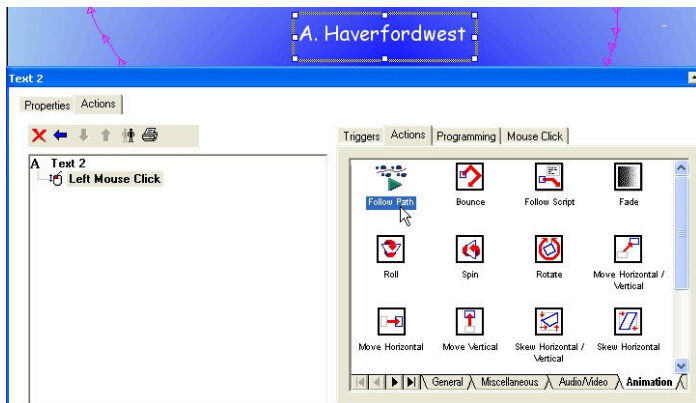 A. Haverfordwest
Text 2
Properties Actions
Triggers Actions Programming Mouse Click
A Text 2
Left Mouse Click
Follow Path Bounce Follow Script Fade
Roll Spin Rotate Move Horizontal /
Vertical
Move Horizontal Move Vertical Skew Horizontal / Skew Horizontal
Vertical
General Miscellaneous Audio/Video Animation